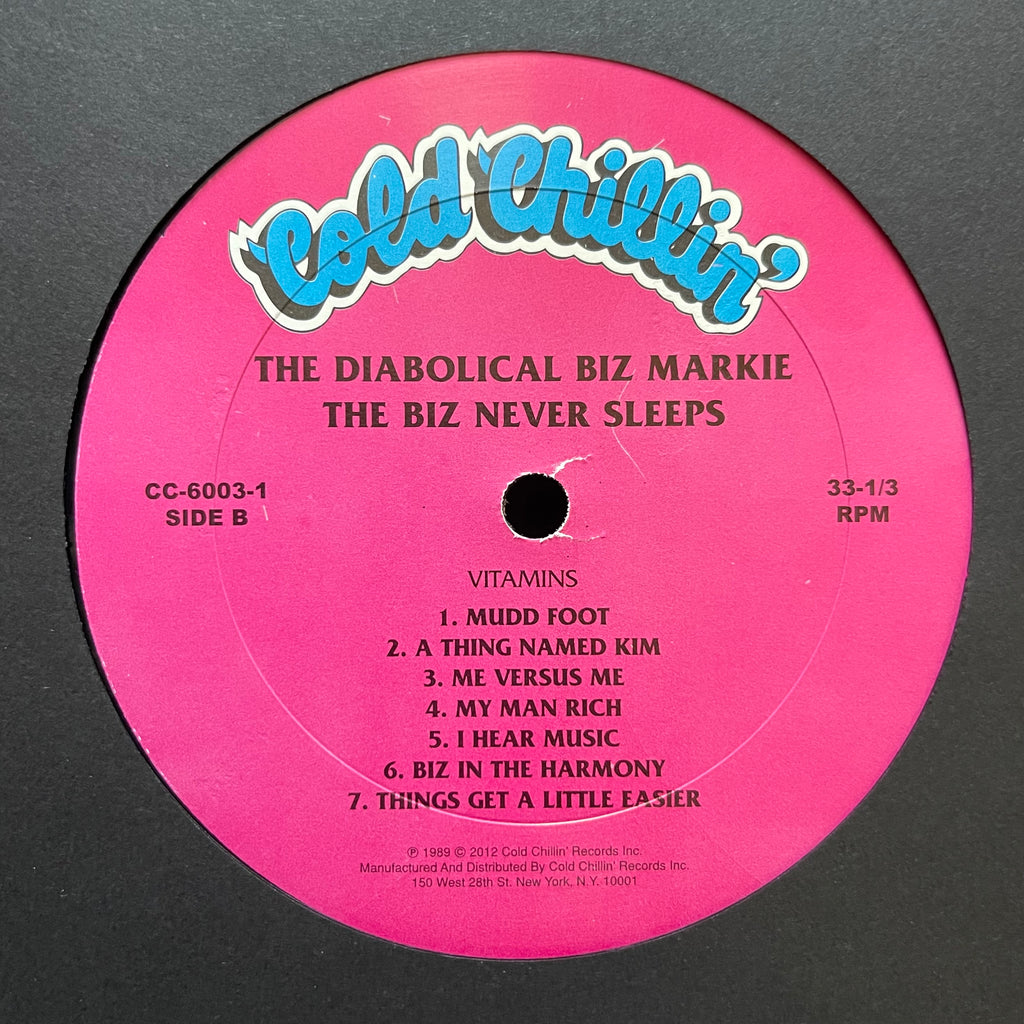 Cold Chillin'
THE DIABOLICAL BIZ MARKIE
THE BIZ NEVER SLEEPS
CC-6003-1
SIDE B
33-1/3
RPM
VITAMINS
1. MUDD FOOT
2. A THING NAMED KIM
3. ME VERSUS ME
4. MY MAN RICH
5. I HEAR MUSIC
6. BIZ IN THE HARMONY
7. THINGS GET A LITTLE EASIER
℗ 1989 © 2012 Cold Chillin' Records Inc.
Manufactured And Distributed By Cold Chillin' Records Inc.
150 West 28th St. New York, N.Y. 10001